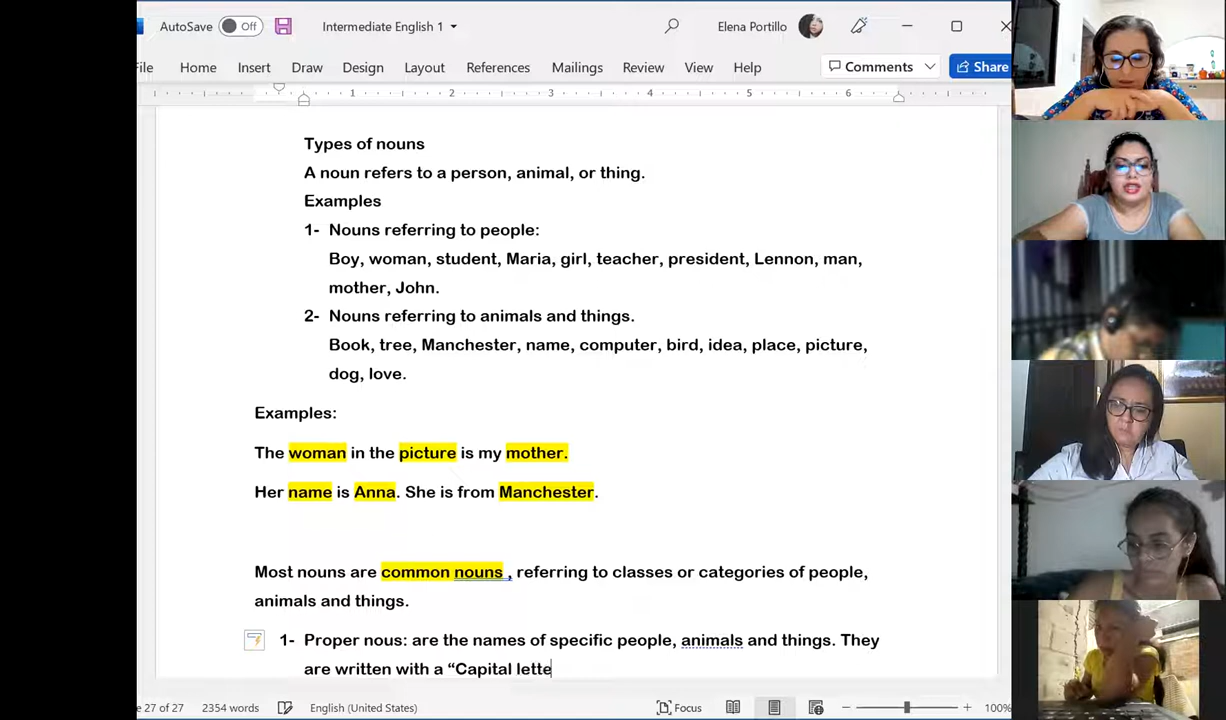 AutoSave Off Intermediate English 1 Elena Portillo
File Home Insert Draw Design Layout References Mailings Review View Help Comments Share
1 2 3 4 5 6
Types of nouns
A noun refers to a person, animal, or thing.
Examples
1- Nouns referring to people:
Boy, woman, student, Maria, girl, teacher, president, Lennon, man,
mother, John.
2- Nouns referring to animals and things.
Book, tree, Manchester, name, computer, bird, idea, place, picture,
dog, love.
Examples:
The woman in the picture is my mother.
Her name is Anna. She is from Manchester.
Most nouns are common nouns , referring to classes or categories of people,
animals and things.
1- Proper nous: are the names of specific people, animals and things. They
are written with a “Capital lette
27 of 27 2354 words English (United States) Focus 100%